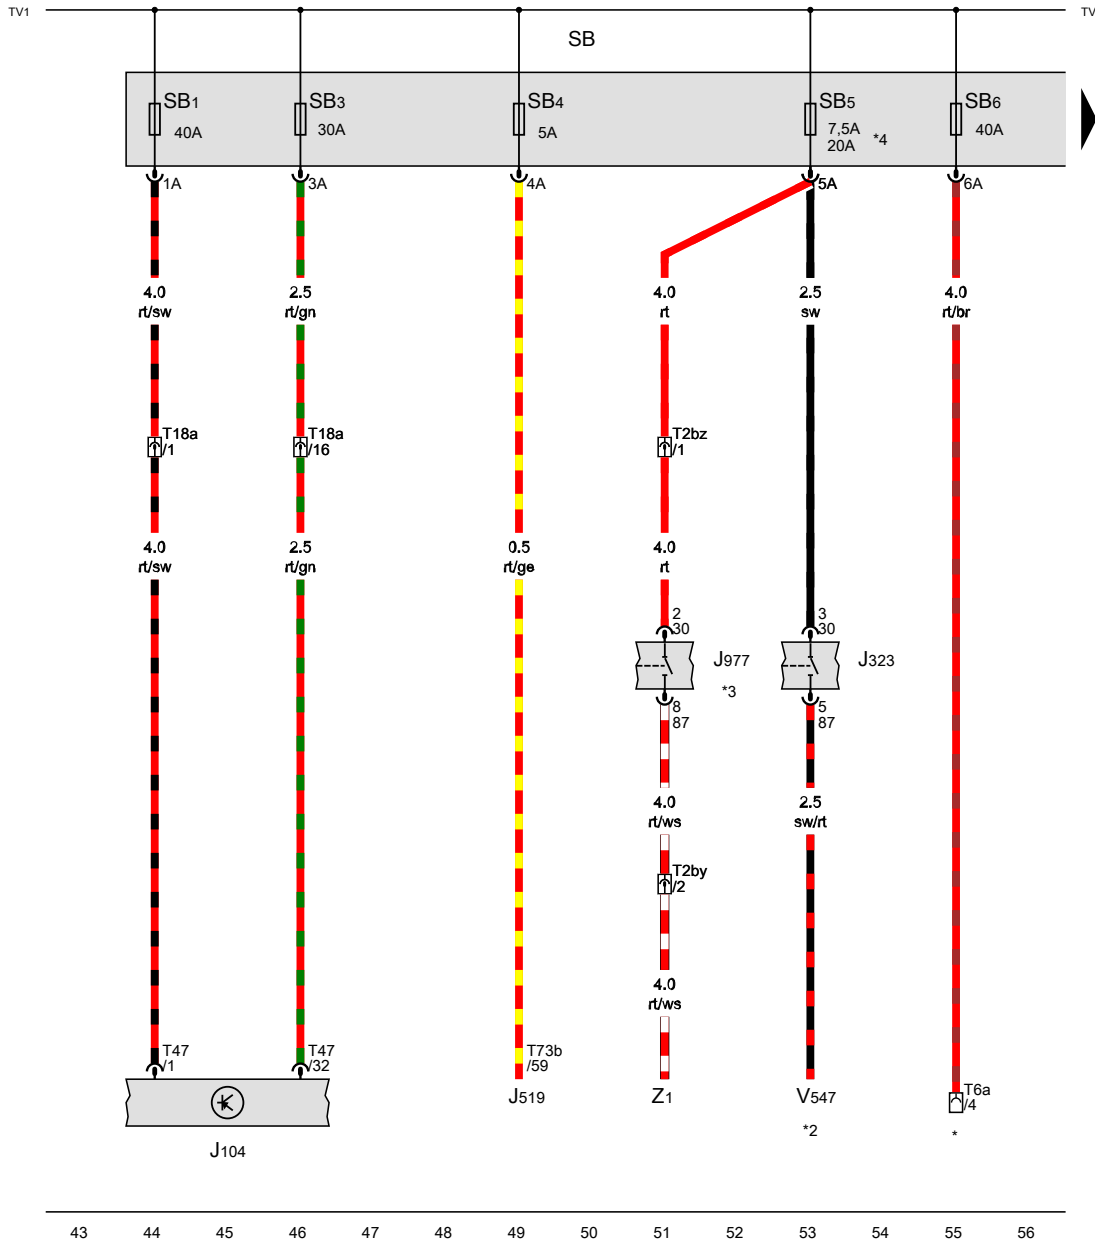 TV1
TV
SB
SB1
40A
SB3
30A
SB4
5A
SB5
7,5A
20A
*4
SB6
40A
1A
3A
4A
5A
6A
4.0
rt/sw
2.5
rt/gn
4.0
rt
2.5
sw
4.0
rt/br
T18a
/1
T18a
/16
T2bz
/1
4.0
rt/sw
2.5
rt/gn
0.5
rt/ge
4.0
rt
2
30
3
30
J977
*3
J323
8
87
5
87
4.0
rt/ws
2.5
sw/rt
T2by
/2
4.0
rt/ws
T47
/1
T47
/32
T73b
/59
J519
Z1
V547
*2
T6a
/4
*
J104
43 44 45 46 47 48 49 50 51 52 53 54 55 56